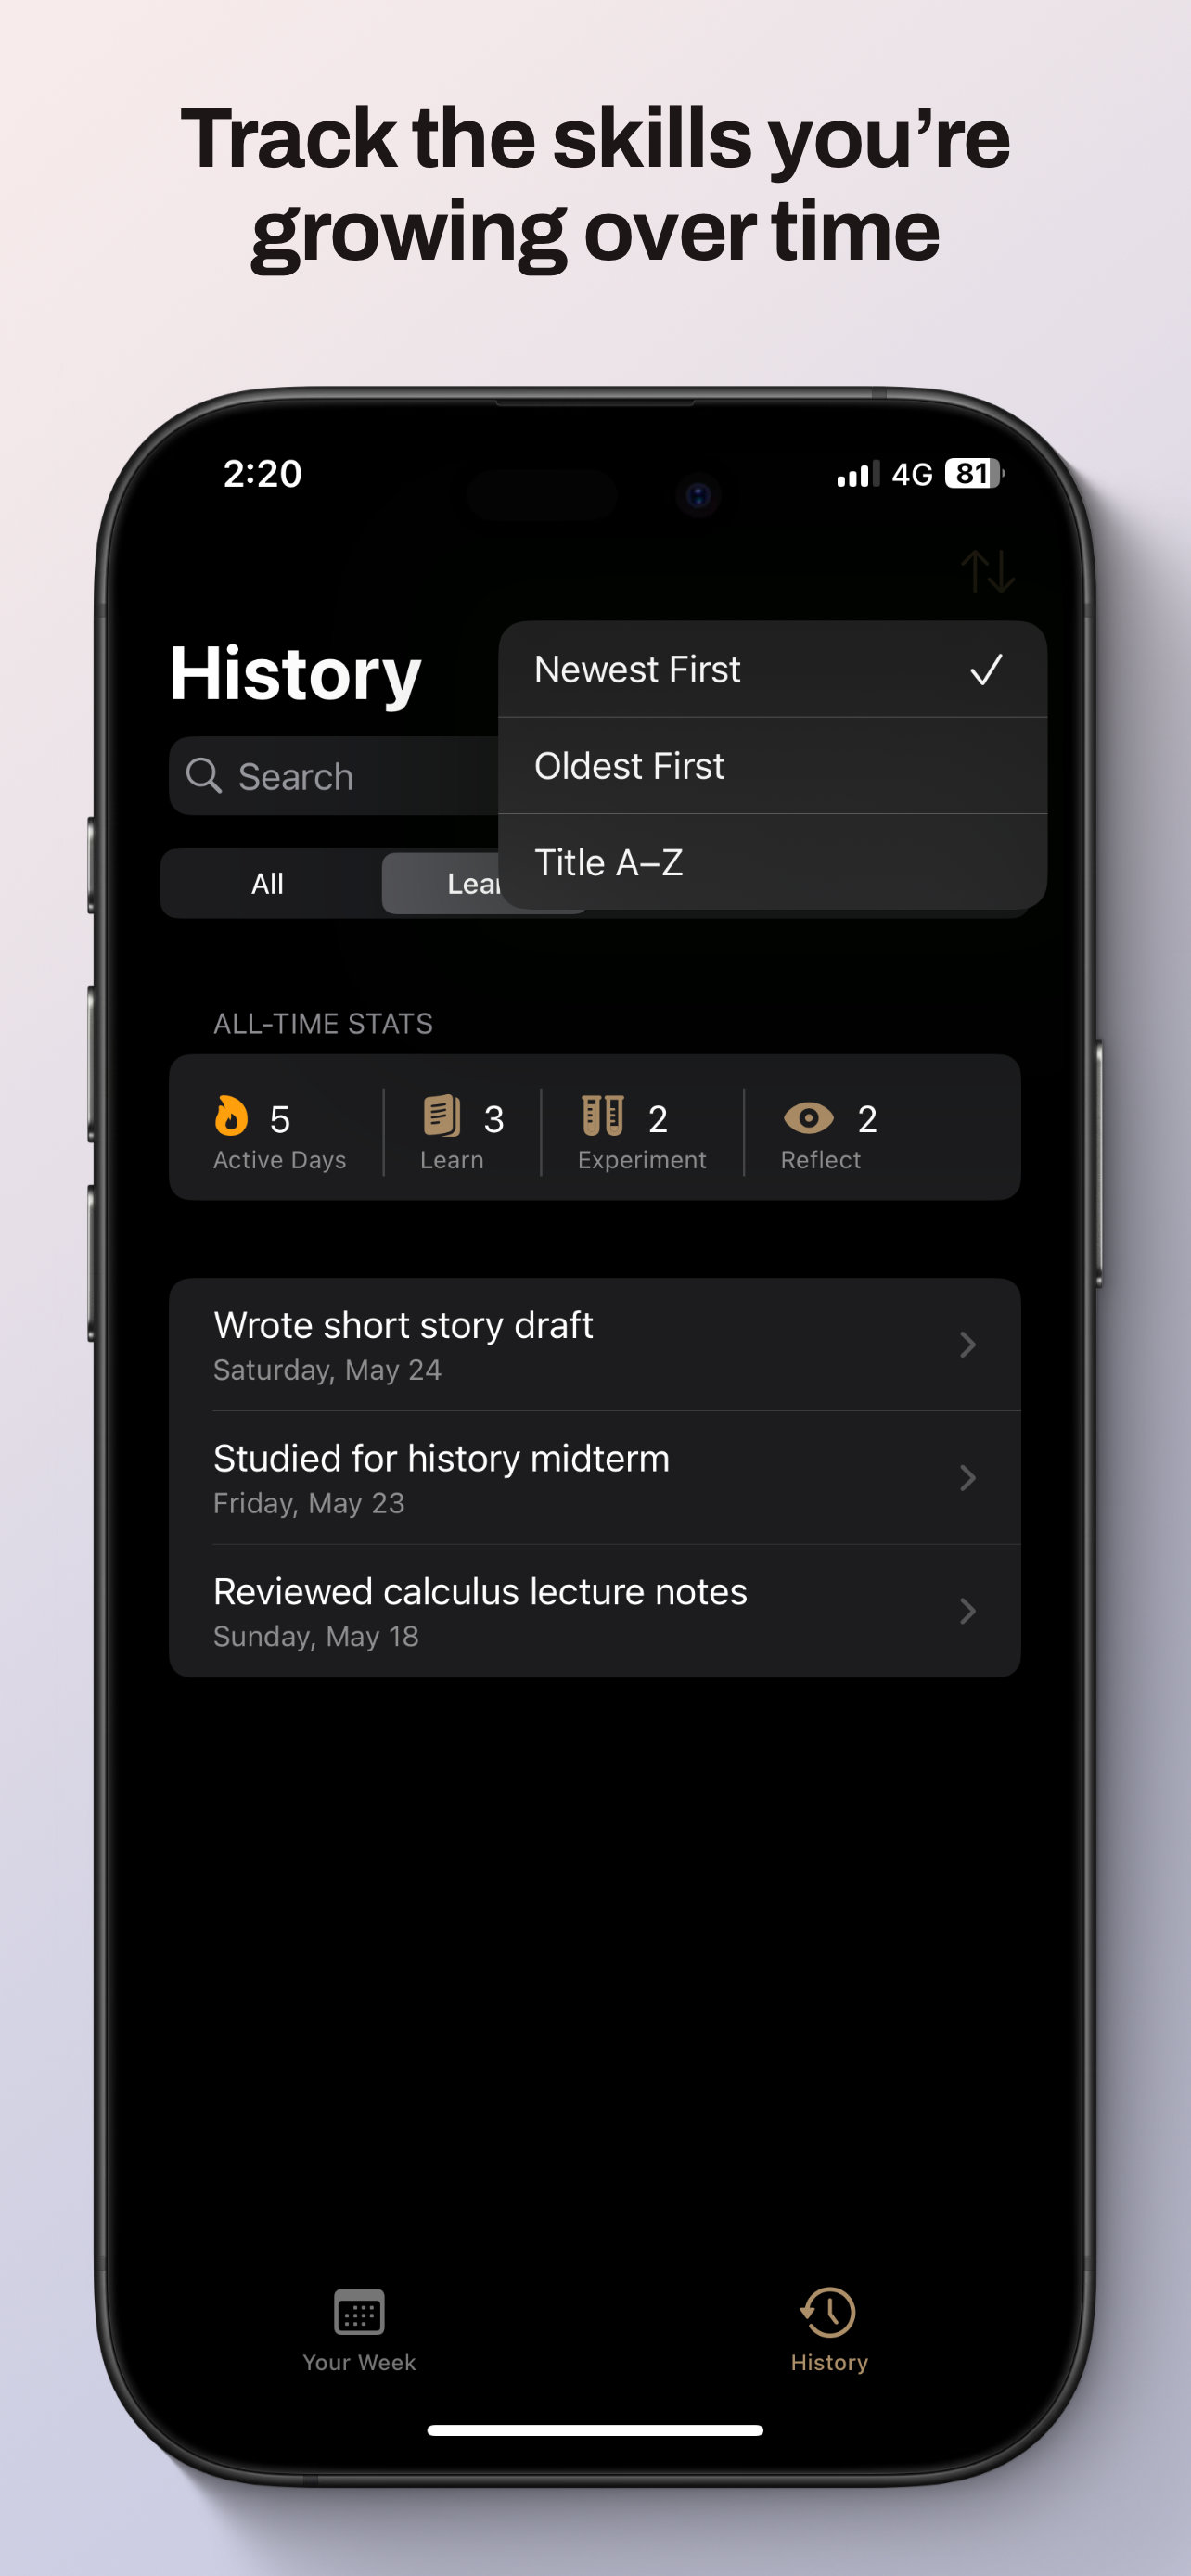 Track the skills you’re
growing over time
2:20
4G
81
History
Newest First
Oldest First
Title A–Z
Search
All
ALL-TIME STATS
5
3
2
2
Active Days
Learn
Experiment
Reflect
Wrote short story draft
Saturday, May 24
Studied for history midterm
Friday, May 23
Reviewed calculus lecture notes
Sunday, May 18
Your Week
History